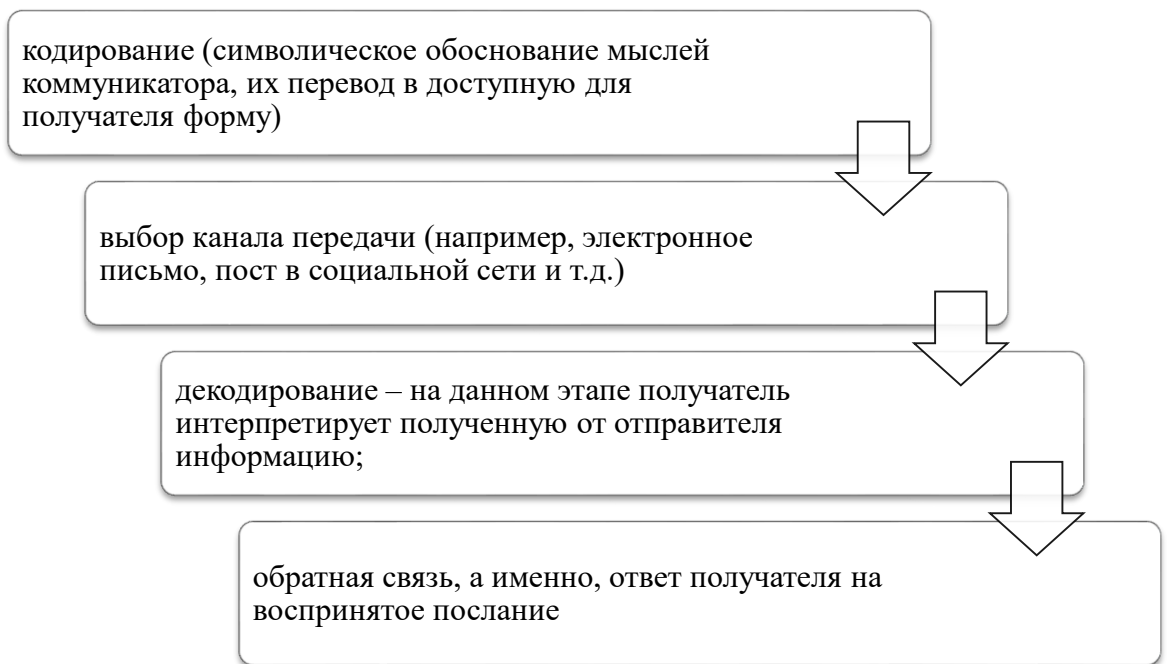 кодирование (символическое обоснование мыслей
коммуникатора, их перевод в доступную для
получателя форму)
выбор канала передачи (например, электронное
письмо, пост в социальной сети и т.д.)
декодирование – на данном этапе получатель
интерпретирует полученную от отправителя
информацию;
обратная связь, а именно, ответ получателя на
воспринятое послание